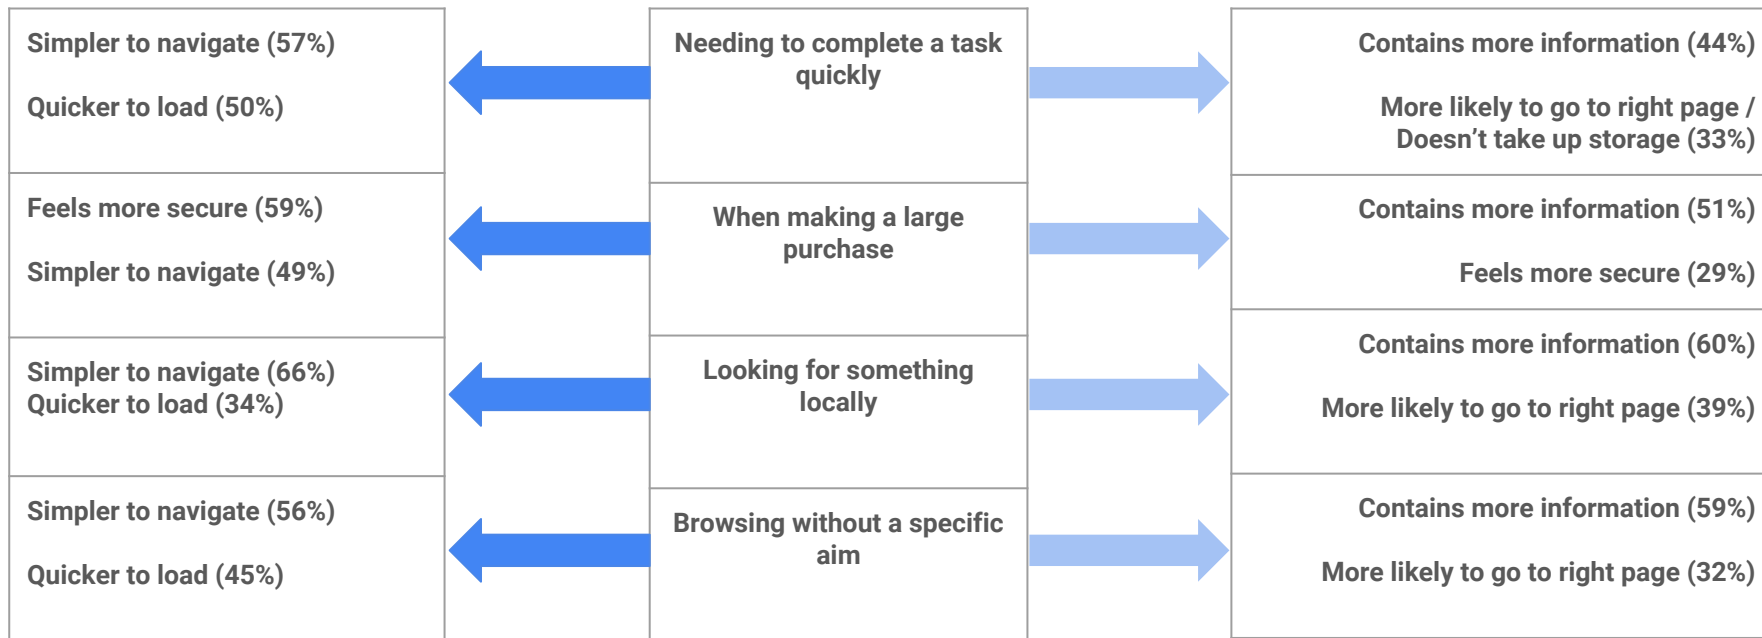 Simpler to navigate (57%)
Quicker to load (50%)
Needing to complete a task
quickly
Contains more information (44%)
More likely to go to right page /
Doesn’t take up storage (33%)
Feels more secure (59%)
Simpler to navigate (49%)
When making a large
purchase
Contains more information (51%)
Feels more secure (29%)
Simpler to navigate (66%)
Quicker to load (34%)
Looking for something
locally
Contains more information (60%)
More likely to go to right page (39%)
Simpler to navigate (56%)
Quicker to load (45%)
Browsing without a specific
aim
Contains more information (59%)
More likely to go to right page (32%)